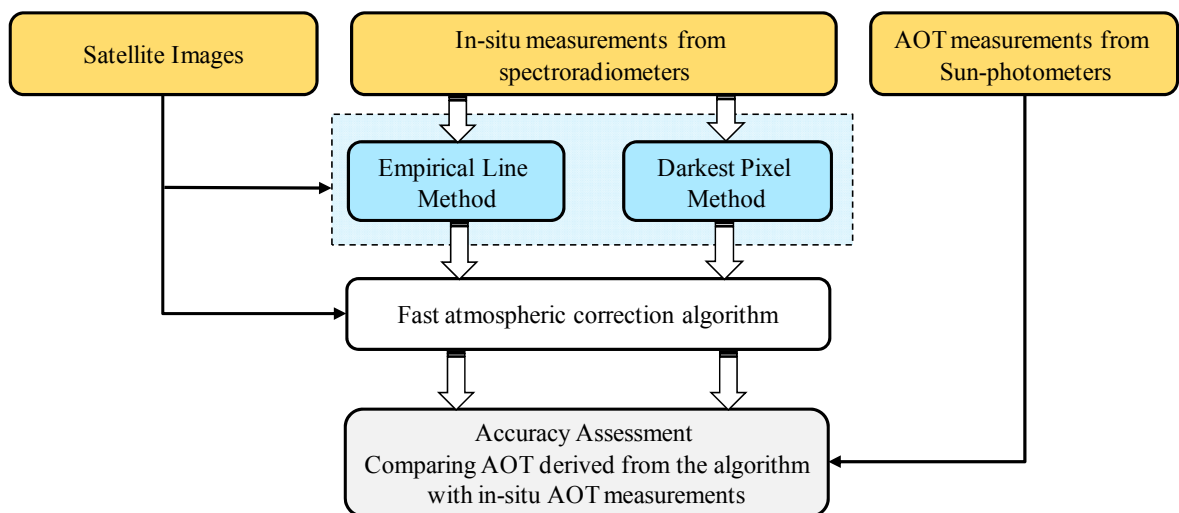 Satellite Images
In-situ measurements from
spectroradiometers
AOT measurements from
Sun-photometers
Empirical Line
Method
Darkest Pixel
Method
Fast atmospheric correction algorithm
Accuracy Assessment
Comparing AOT derived from the algorithm
with in-situ AOT measurements